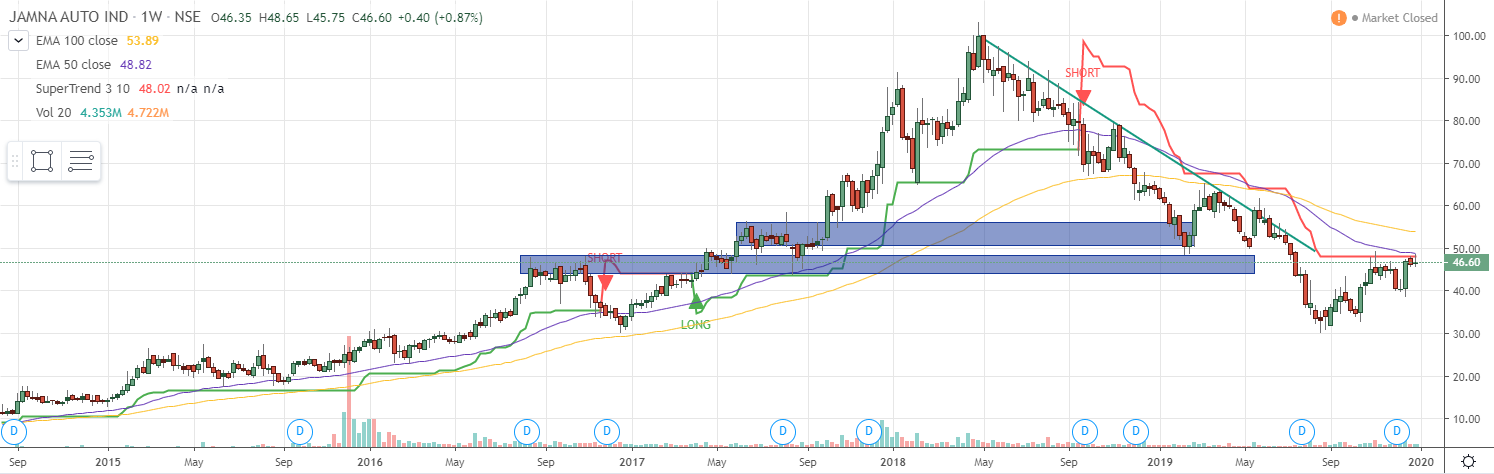 JAMNA AUTO IND · 1W · NSE O46.35 H48.65 L45.75 C46.60 +0.40 (+0.87%)
! Market Closed
EMA 100 close 53.89
EMA 50 close 48.82
SuperTrend 3 10 48.02 n/a n/a
Vol 20 4.353M 4.722M
100.00
90.00
80.00
70.00
60.00
50.00
46.60
40.00
30.00
20.00
10.00
SHORT
SHORT
LONG
D D D D D D D D D D
Sep 2015 May Sep 2016 May Sep 2017 May Sep 2018 May Sep 2019 May Sep 2020